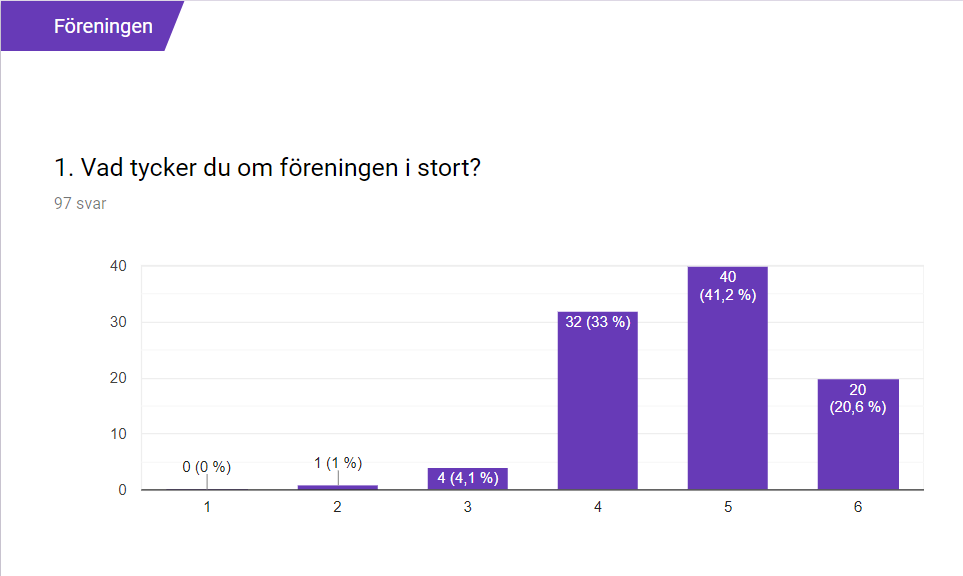 Föreningen
1. Vad tycker du om föreningen i stort?
97 svar
40
30
20
10
0
0 (0 %)
1 (1 %)
4 (4,1 %)
32 (33 %)
40
(41,2 %)
20
(20,6 %)
1
2
3
4
5
6